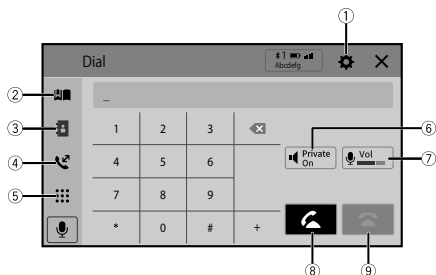 ①
Dial
1
Abcdefg
②
_
③
1 2 3
⑥
④
4 5 6
Private
On
Vol
⑦
⑤
7 8 9
* 0 # +
⑧ ⑨